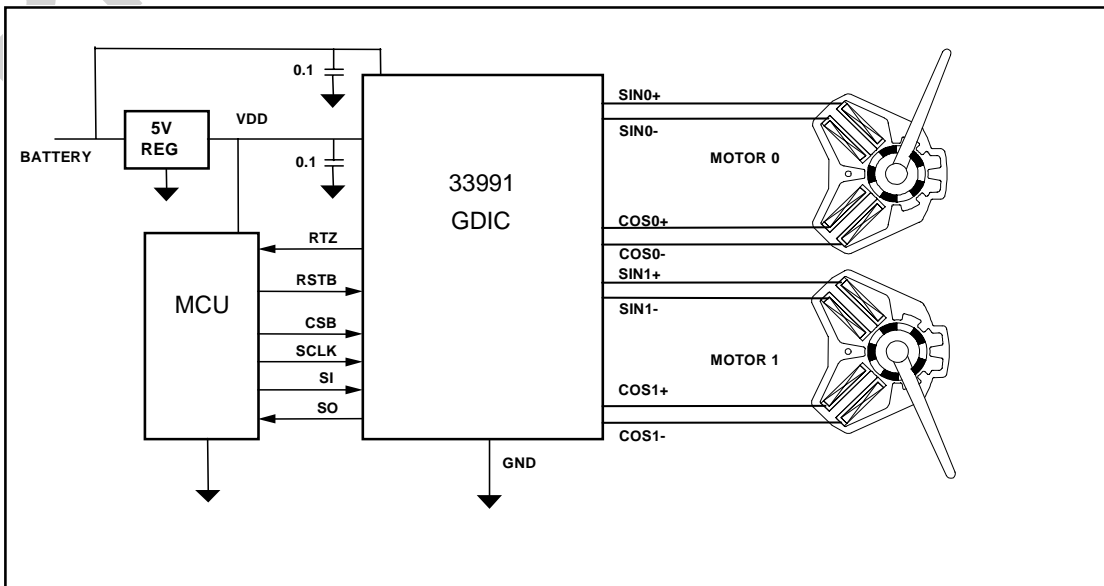 0.1
5V
REG
VDD
BATTERY
0.1
33991
GDIC
MCU
RTZ
RSTB
CSB
SCLK
SI
SO
GND
SIN0+
SIN0-
MOTOR 0
COS0+
COS0-
SIN1+
SIN1-
MOTOR 1
COS1+
COS1-